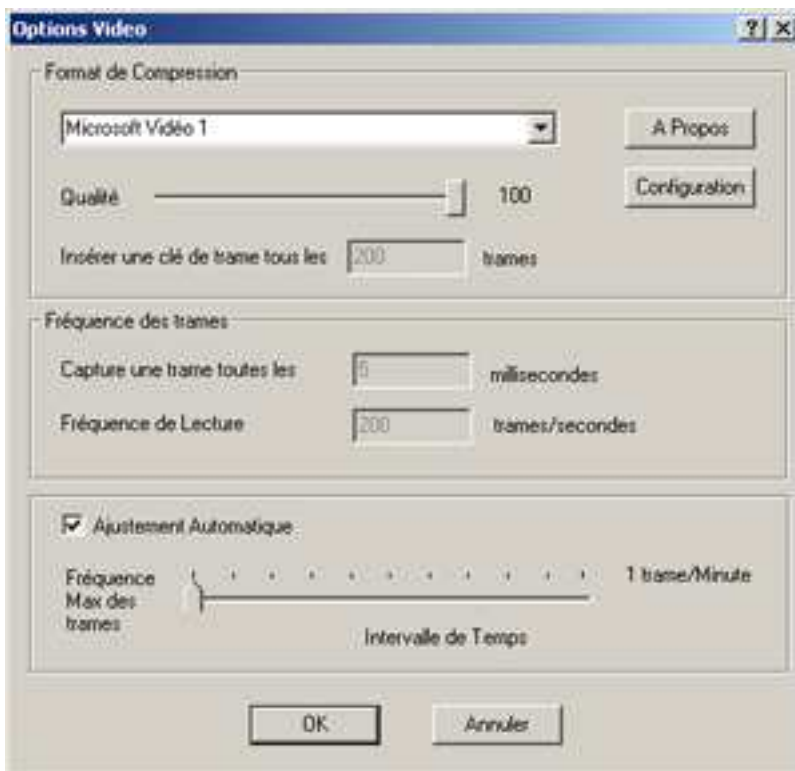 Options Video
Format de Compression
Microsoft Vidéo 1
A Propos
Qualité
100
Configuration
Insérer une clé de trame tous les 200 trames
Fréquence des trames
Capture une trame toutes les 5 millisecondes
Fréquence de Lecture 200 trames/secondes
Ajustement Automatique
Fréquence
Max des
trames
1 trame/Minute
Intervalle de Temps
OK
Annuler